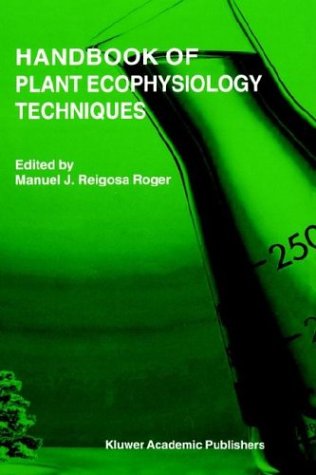 HANDBOOK OF
PLANT ECOPHYSIOLOGY
TECHNIQUES
Edited by
Manuel J. Reigosa Roger
250
Kluwer Academic Publishers